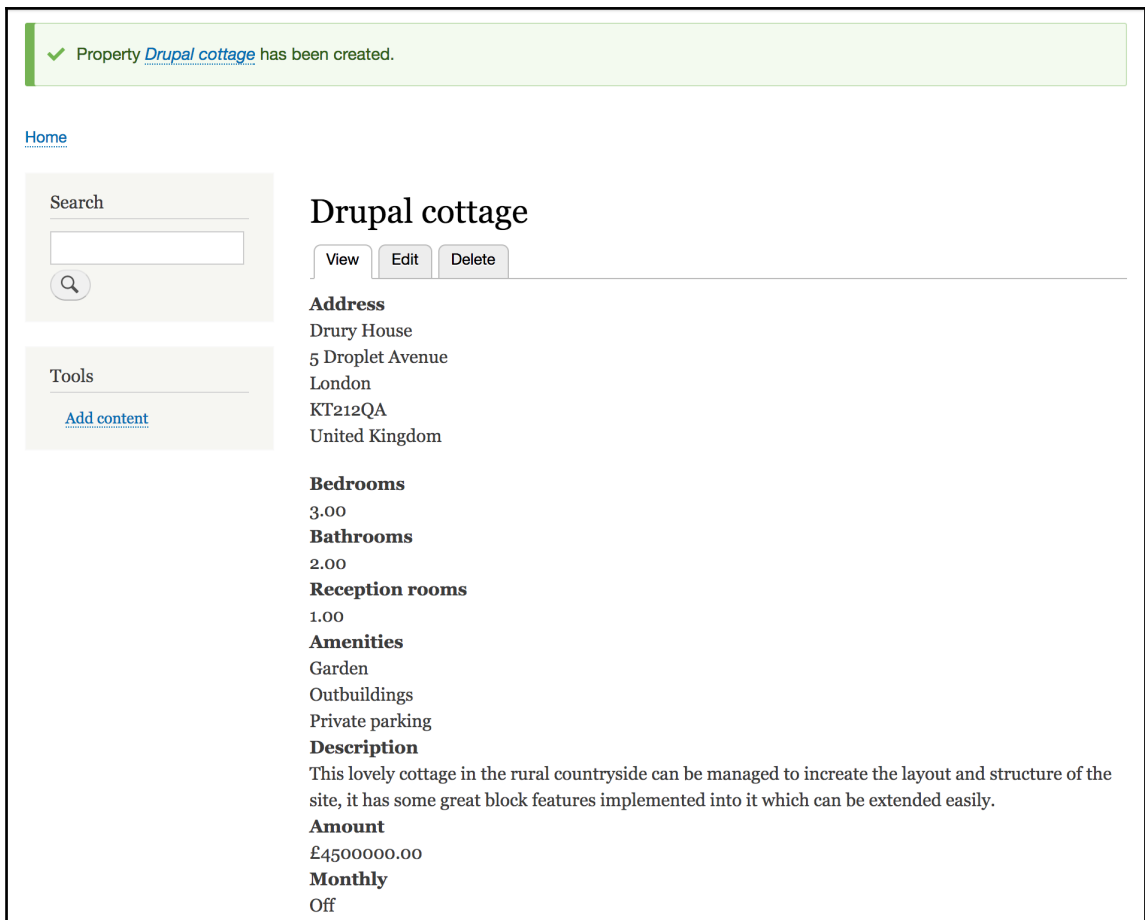 Property Drupal cottage has been created.
Home
Search
Tools
Add content
Drupal cottage
View Edit Delete
Address
Drury House
5 Droplet Avenue
London
KT212QA
United Kingdom
Bedrooms
3.00
Bathrooms
2.00
Reception rooms
1.00
Amenities
Garden
Outbuildings
Private parking
Description
This lovely cottage in the rural countryside can be managed to increate the layout and structure of the
site, it has some great block features implemented into it which can be extended easily.
Amount
£4500000.00
Monthly
Off